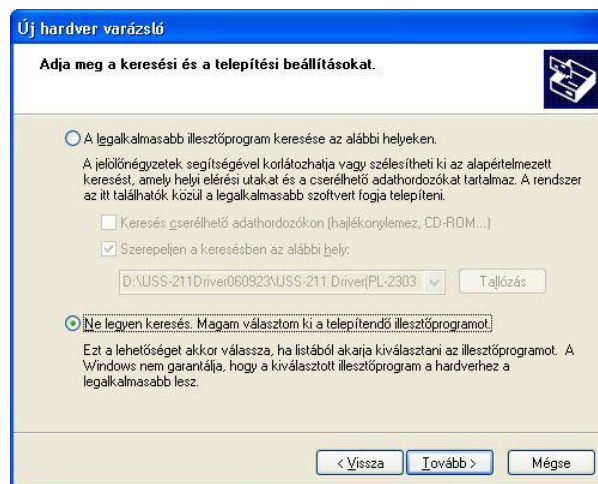 Új hardver varázsló
Adja meg a keresési és a telepítési beállításokat.
A legalkalmasabb illesztőprogram keresése az alábbi helyeken.
A jelölőnégyzetek segítségével korlátozhatja vagy szélesítheti ki az alapértelmezett
keresést, amely helyi elérési utakat és a cserélhető adathordozókat tartalmaz. A rendszer
az itt találhatók közül a legalkalmasabb szoftvert fogja telepíteni.
Keresés cserélhető adathordozókon (hajlékonylemez, CD-ROM...)
Szerepeljen a keresésben az alábbi hely:
D:\USS-211Driver060923\USS-211 Driver(PL-2303
Tallózás
Ne legyen keresés. Magam választom ki a telepítendő illesztőprogramot.
Ezt a lehetőséget akkor válassza, ha listából akarja kiválasztani az illesztőprogramot. A
Windows nem garantálja, hogy a kiválasztott illesztőprogram a hardverhez a
legalkalmasabb lesz.
< Vissza
Tovább >
Mégse